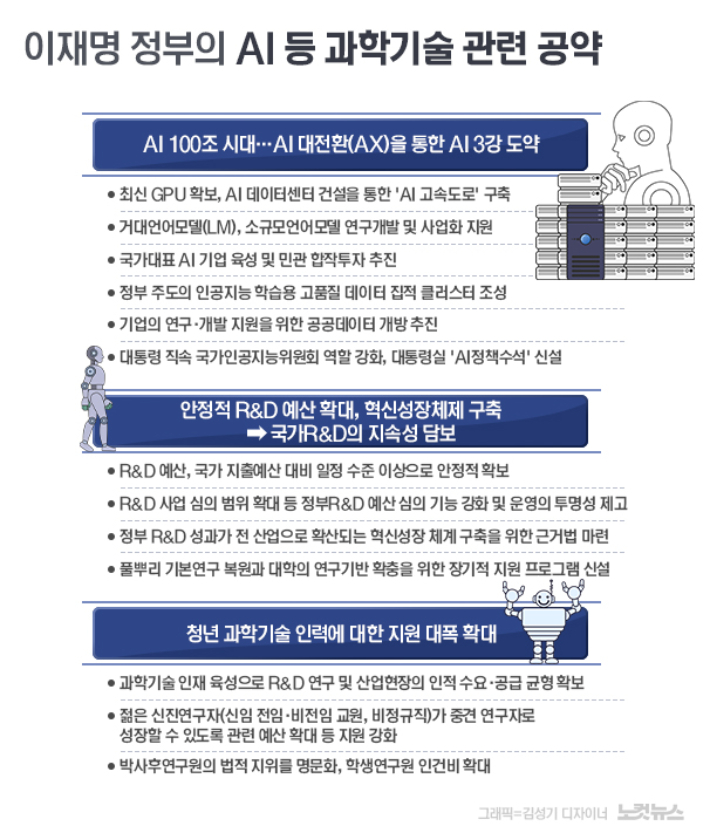 이재명 정부의 AI 등 과학기술 관련 공약
AI 100조 시대…AI 대전환(AX)을 통한 AI 3강 도약
• 최신 GPU 확보, AI 데이터센터 건설을 통한 'AI 고속도로' 구축
• 거대언어모델(LM), 소규모언어모델 연구개발 및 사업화 지원
• 국가대표 AI 기업 육성 및 민관 합작투자 추진
• 정부 주도의 인공지능 학습용 고품질 데이터 집적 클러스터 조성
• 기업의 연구·개발 지원을 위한 공공데이터 개방 추진
• 대통령 직속 국가인공지능위원회 역할 강화, 대통령실 'AI정책수석' 신설
안정적 R&D 예산 확대, 혁신성장체제 구축
➡ 국가R&D의 지속성 담보
• R&D 예산, 국가 지출예산 대비 일정 수준 이상으로 안정적 확보
• R&D 사업 심의 범위 확대 등 정부R&D 예산 심의 기능 강화 및 운영의 투명성 제고
• 정부 R&D 성과가 전 산업으로 확산되는 혁신성장 체계 구축을 위한 근거법 마련
• 풀뿌리 기본연구 복원과 대학의 연구기반 확충을 위한 장기적 지원 프로그램 신설
청년 과학기술 인력에 대한 지원 대폭 확대
• 과학기술 인재 육성으로 R&D 연구 및 산업현장의 인적 수요·공급 균형 확보
• 젊은 신진연구자(신임 전임·비전임 교원, 비정규직)가 중견 연구자로
성장할 수 있도록 관련 예산 확대 등 지원 강화
• 박사후연구원의 법적 지위를 명문화, 학생연구원 인건비 확대
그래픽=김성기 디자이너 노컷뉴스